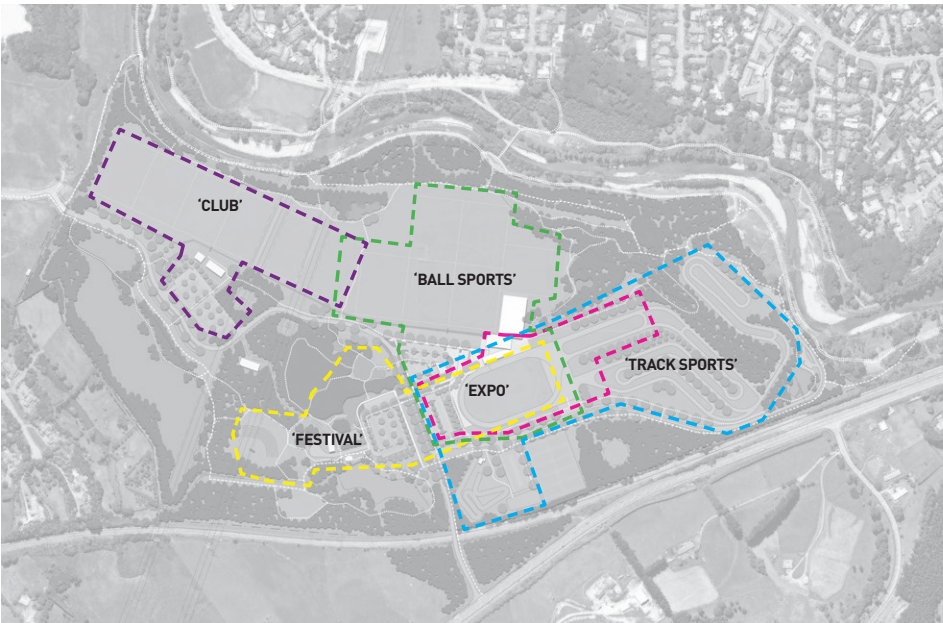 ‘CLUB’
‘BALL SPORTS’
‘TRACK SPORTS’
‘EXPO’
‘FESTIVAL’